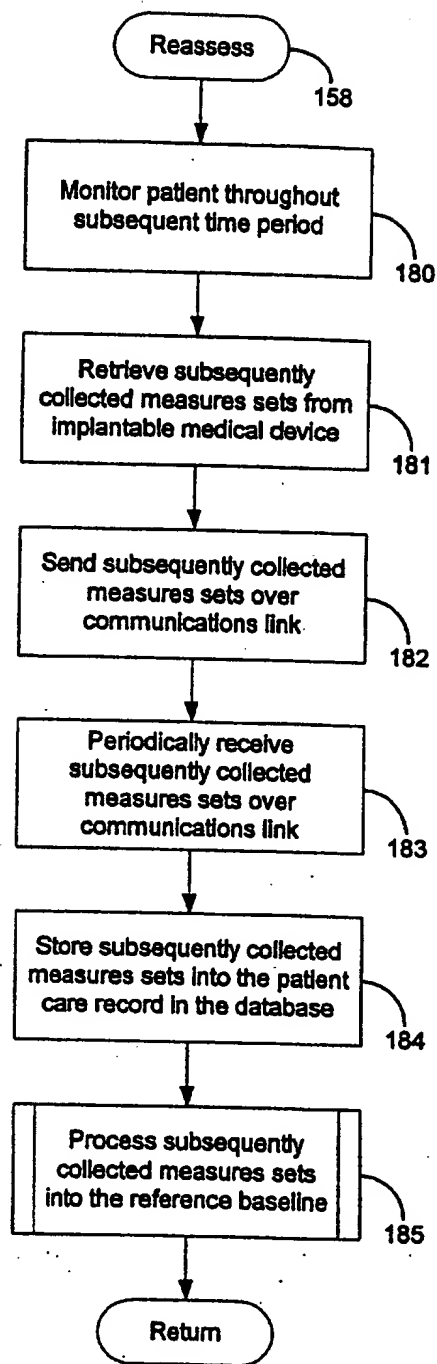 Reassess
158
Monitor patient throughout
subsequent time period
180
Retrieve subsequently
collected measures sets from
implantable medical device
181
Send subsequently collected
measures sets over
communications link
182
Periodically receive
subsequently collected
measures sets over
communications link
183
Store subsequently collected
measures sets into the patient
care record in the database
184
Process subsequently
collected measures sets
into the reference baseline
185
Return